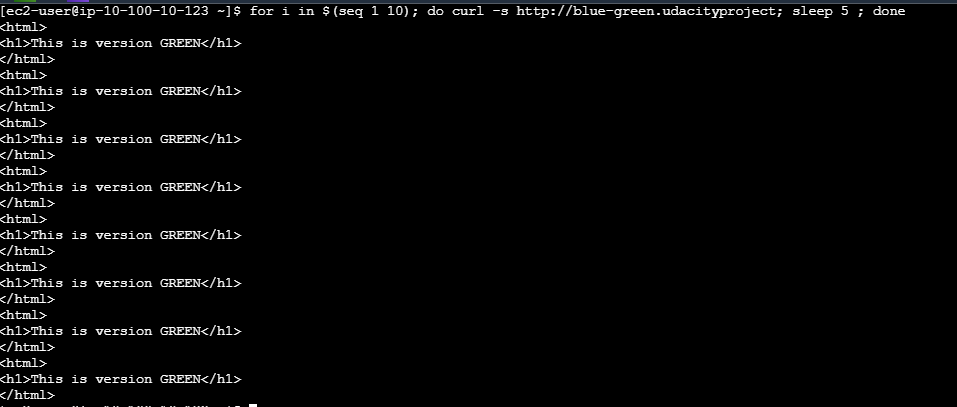 [ec2-user@ip-10-100-10-123 ~]$ for i in $(seq 1 10); do curl -s http://blue-green.udacityproject; sleep 5 ; done
<html>
<h1>This is version GREEN</h1>
</html>
<html>
<h1>This is version GREEN</h1>
</html>
<html>
<h1>This is version GREEN</h1>
</html>
<html>
<h1>This is version GREEN</h1>
</html>
<html>
<h1>This is version GREEN</h1>
</html>
<html>
<h1>This is version GREEN</h1>
</html>
<html>
<h1>This is version GREEN</h1>
</html>
<html>
<h1>This is version GREEN</h1>
</html>